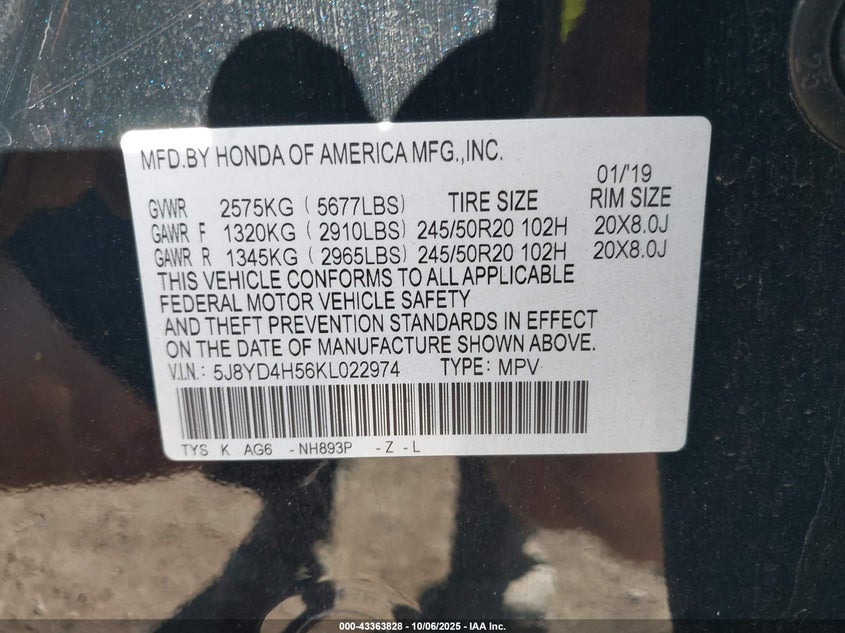 MFD.BY HONDA OF AMERICA MFG.,INC.
01/'19
GVWR 2575KG ( 5677LBS) TIRE SIZE RIM SIZE
GAWR F 1320KG ( 2910LBS) 245/50R20 102H 20X8.0J
GAWR R 1345KG ( 2965LBS) 245/50R20 102H 20X8.0J
THIS VEHICLE CONFORMS TO ALL APPLICABLE
FEDERAL MOTOR VEHICLE SAFETY
AND THEFT PREVENTION STANDARDS IN EFFECT
ON THE DATE OF MANUFACTURE SHOWN ABOVE.
V.I.N.: 5J8YD4H56KL022974 TYPE: MPV
TYS K AG6 -NH893P -Z -L
000-43363828 - 10/06/2025 - IAA Inc.